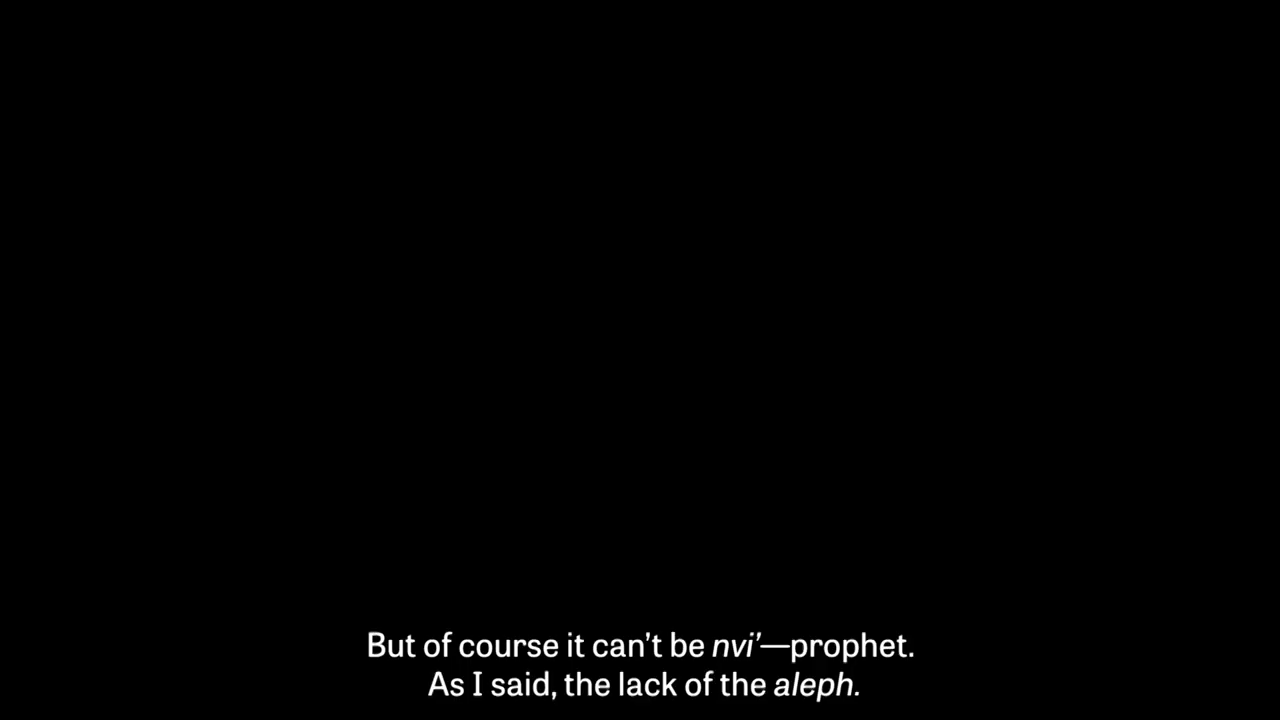 But of course it can’t be nvi’—prophet.
As I said, the lack of the aleph.